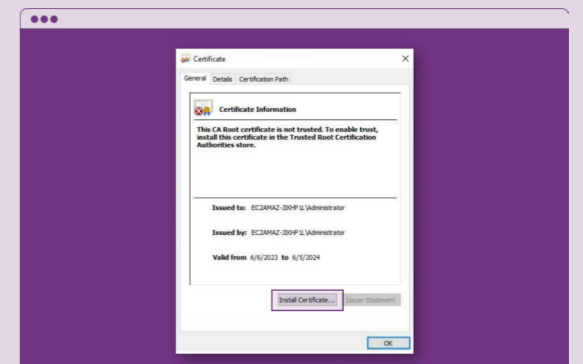 Certificate
General Details Certification Path
Certificate Information
This CA Root certificate is not trusted. To enable trust,
install this certificate in the Trusted Root Certification
Authorities store.
Issued to: EC2AMAZ-JIXHP1L\Administrator
Issued by: EC2AMAZ-JIXHP1L\Administrator
Valid from 6/6/2023 to 6/5/2024
Install Certificate... Issuer Statement
OK